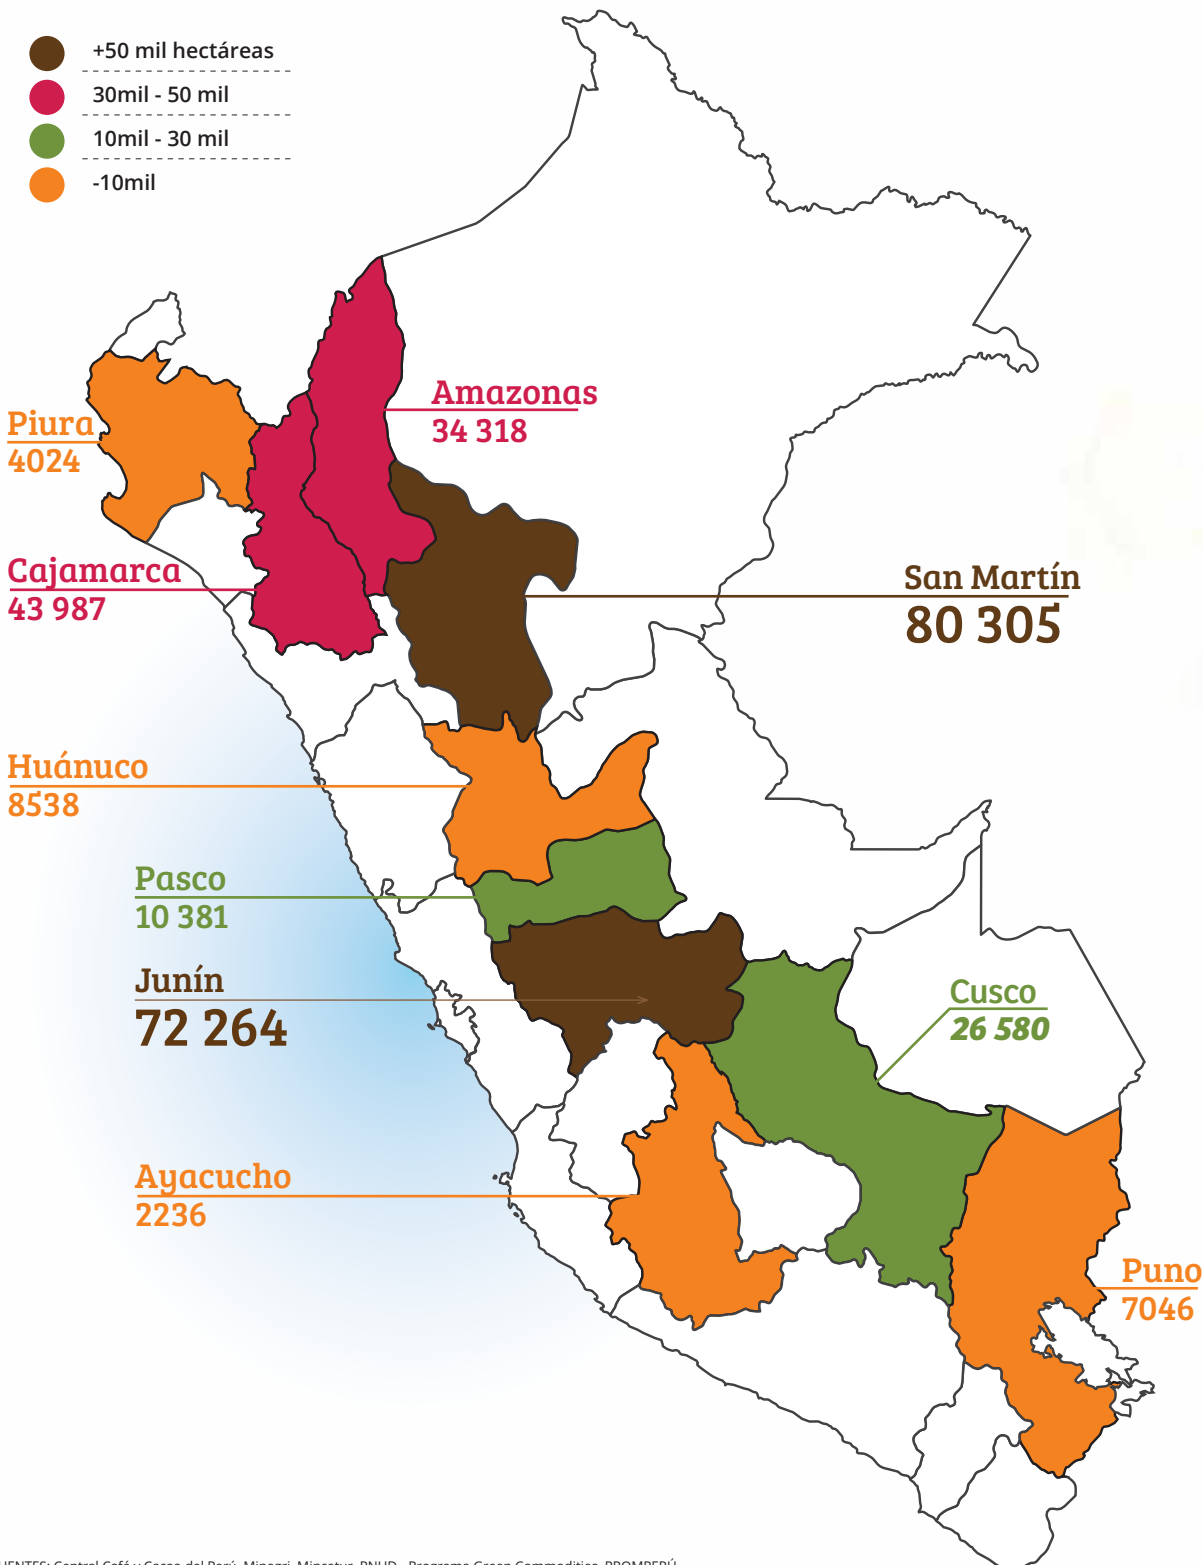 +50 mil hectáreas
30mil - 50 mil
10mil - 30 mil
-10mil
Amazonas
34 318
Piura
4024
Cajamarca
43 987
San Martín
80 305
Huánuco
8538
Pasco
10 381
Junín
72 264
Cusco
26 580
Ayacucho
2236
Puno
7046